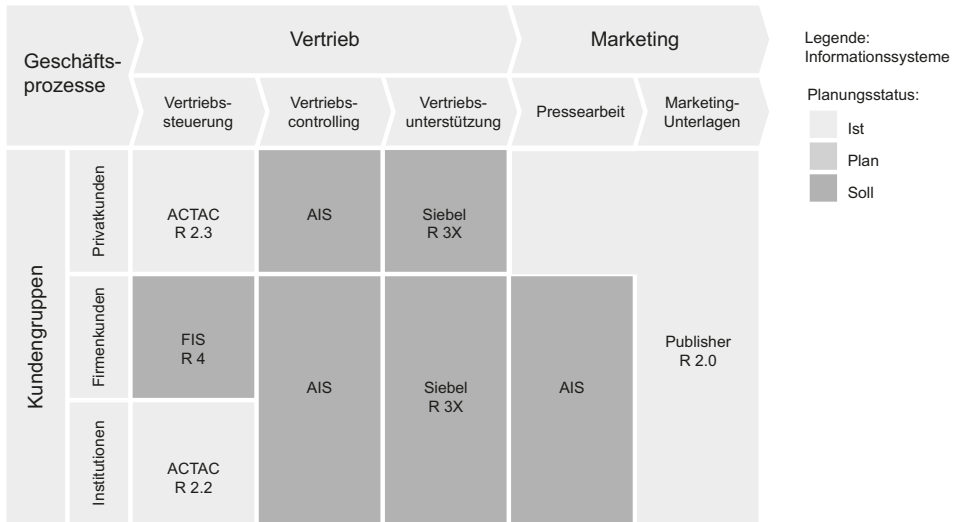 Geschäfts-
prozesse
Vertrieb
Marketing
Vertriebs-
steuerung
Vertriebs-
controlling
Vertriebs-
unterstützung
Pressearbeit
Marketing-
Unterlagen
Legende:
Informationssysteme
Planungsstatus:
Ist
Plan
Soll
Kundengruppen
Privatkunden
ACTAC
R 2.3
AIS
Siebel
R 3X
Firmenkunden
FIS
R 4
AIS
Siebel
R 3X
AIS
Publisher
R 2.0
Institutionen
ACTAC
R 2.2